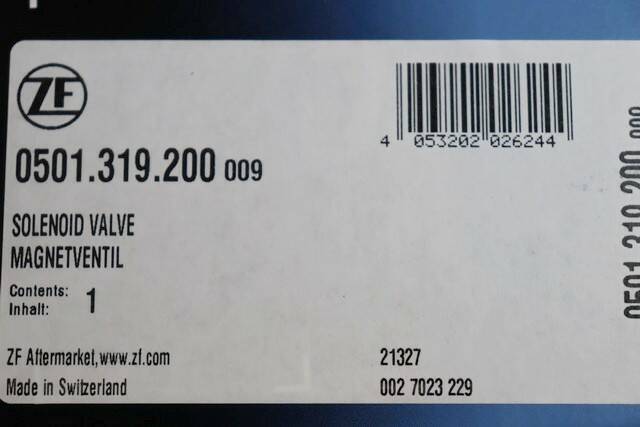 ZF
4 053202 026244
0501.319.200 009
SOLENOID VALVE
MAGNETVENTIL
Contents:
Inhalt: 1
ZF Aftermarket,www.zf.com
Made in Switzerland
21327
002 7023 229
0501.319.200 009